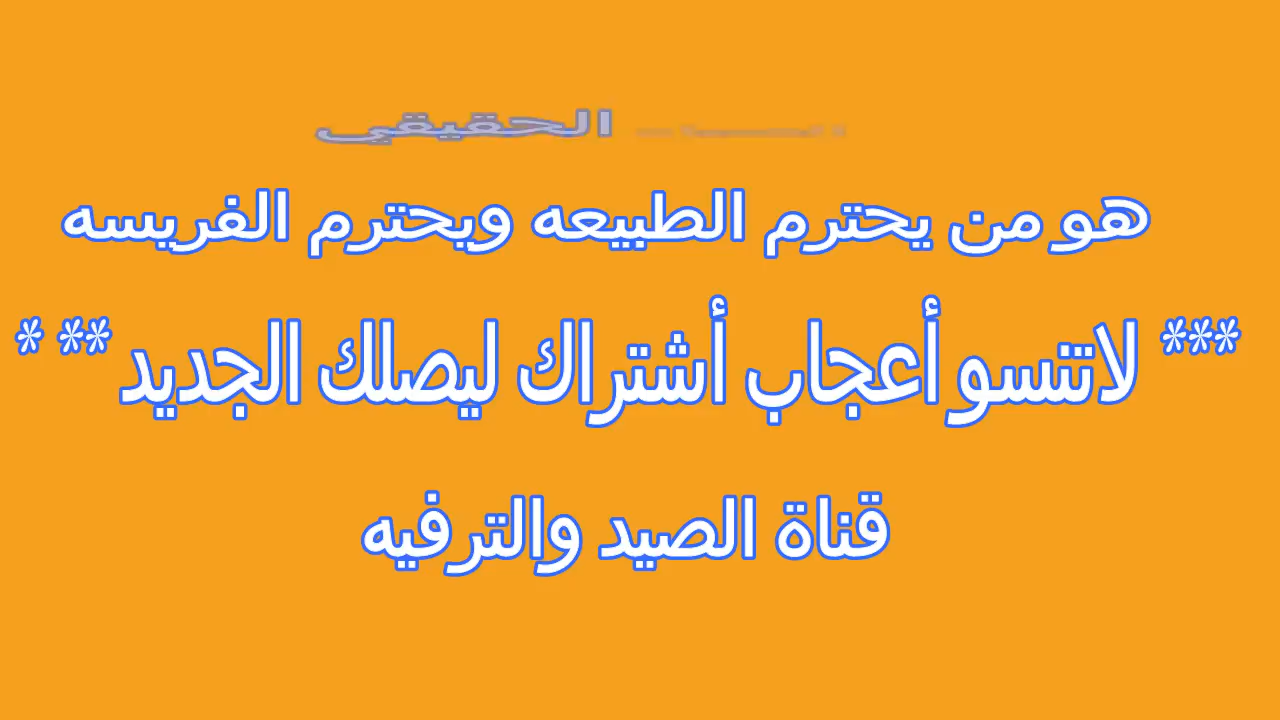 الحقيقي
هو من يحترم الطبيعه ويحترم الفريسه
*** لاتنسو أعجاب أشتراك ليصلك الجديد ** *
قناة الصيد والترفيه